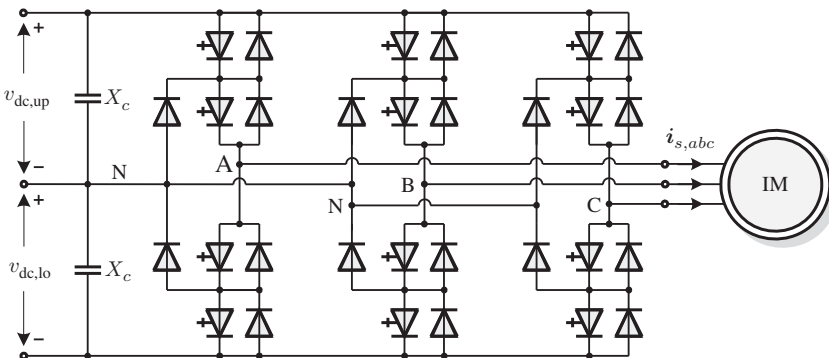 +
v_dc,up
X_c
−
N
A
i_s,abc
+
B
IM
N
C
v_dc,lo
X_c
−